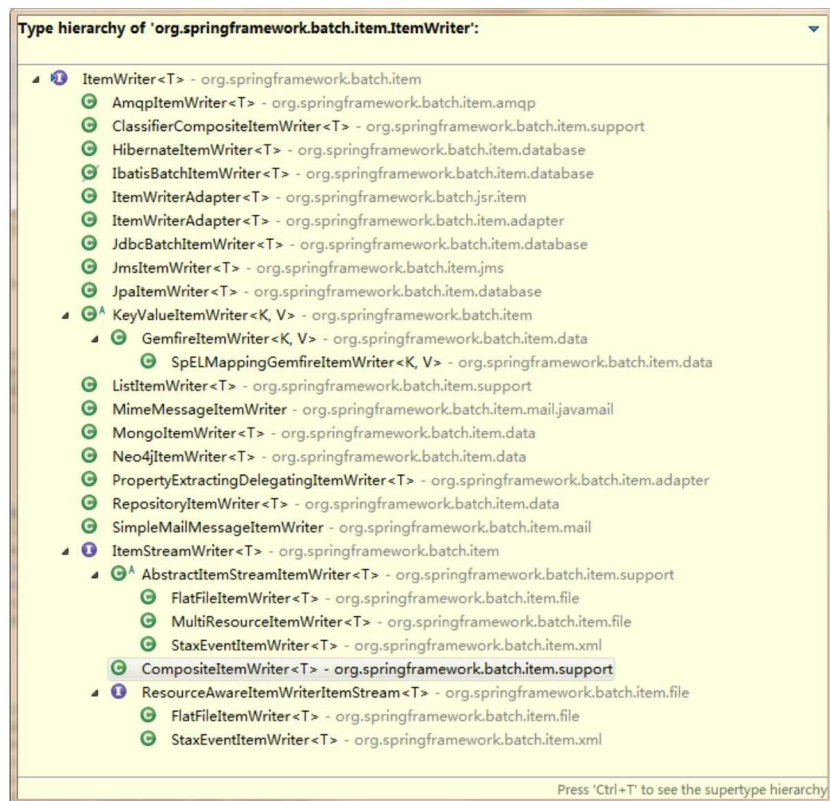 Type hierarchy of 'org.springframework.batch.item.ItemWriter':
ItemWriter<T> - org.springframework.batch.item
AmqpItemWriter<T> - org.springframework.batch.item.amqp
ClassifierCompositeItemWriter<T> - org.springframework.batch.item.support
HibernateItemWriter<T> - org.springframework.batch.item.database
IbatisBatchItemWriter<T> - org.springframework.batch.item.database
ItemWriterAdapter<T> - org.springframework.batch.jsr.item
ItemWriterAdapter<T> - org.springframework.batch.item.adapter
JdbcBatchItemWriter<T> - org.springframework.batch.item.database
JmsItemWriter<T> - org.springframework.batch.item.jms
JpaItemWriter<T> - org.springframework.batch.item.database
KeyValueItemWriter<K, V> - org.springframework.batch.item
GemfireItemWriter<K, V> - org.springframework.batch.item.data
SpELMappingGemfireItemWriter<K, V> - org.springframework.batch.item.data
ListItemWriter<T> - org.springframework.batch.item.support
MimeMessageItemWriter - org.springframework.batch.item.mail.javamail
MongoItemWriter<T> - org.springframework.batch.item.data
Neo4jItemWriter<T> - org.springframework.batch.item.data
PropertyExtractingDelegatingItemWriter<T> - org.springframework.batch.item.adapter
RepositoryItemWriter<T> - org.springframework.batch.item.data
SimpleMailMessageItemWriter - org.springframework.batch.item.mail
ItemStreamWriter<T> - org.springframework.batch.item
AbstractItemStreamItemWriter<T> - org.springframework.batch.item.support
FlatFileItemWriter<T> - org.springframework.batch.item.file
MultiResourceItemWriter<T> - org.springframework.batch.item.file
StaxEventItemWriter<T> - org.springframework.batch.item.xml
CompositeItemWriter<T> - org.springframework.batch.item.support
ResourceAwareItemWriterItemStream<T> - org.springframework.batch.item.file
FlatFileItemWriter<T> - org.springframework.batch.item.file
StaxEventItemWriter<T> - org.springframework.batch.item.xml
Press 'Ctrl+T' to see the supertype hierarchy